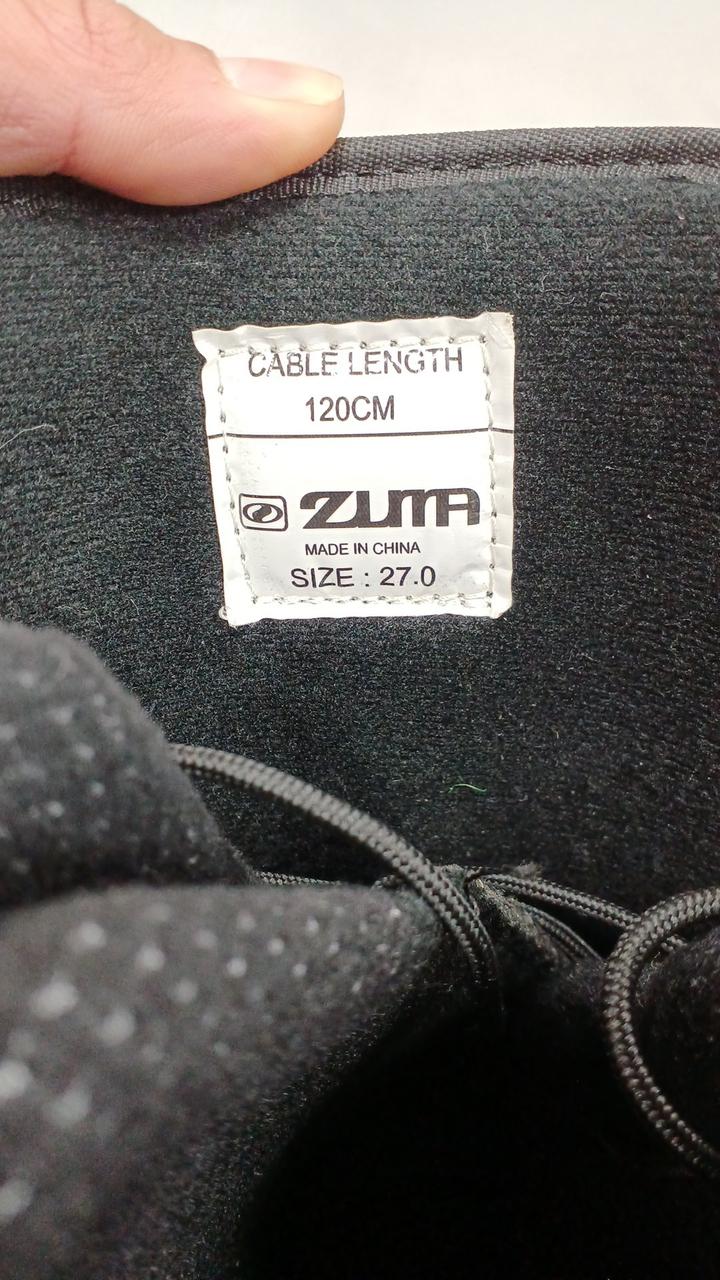 CABLE LENGTH
120CM
ZUMA
MADE IN CHINA
SIZE : 27.0